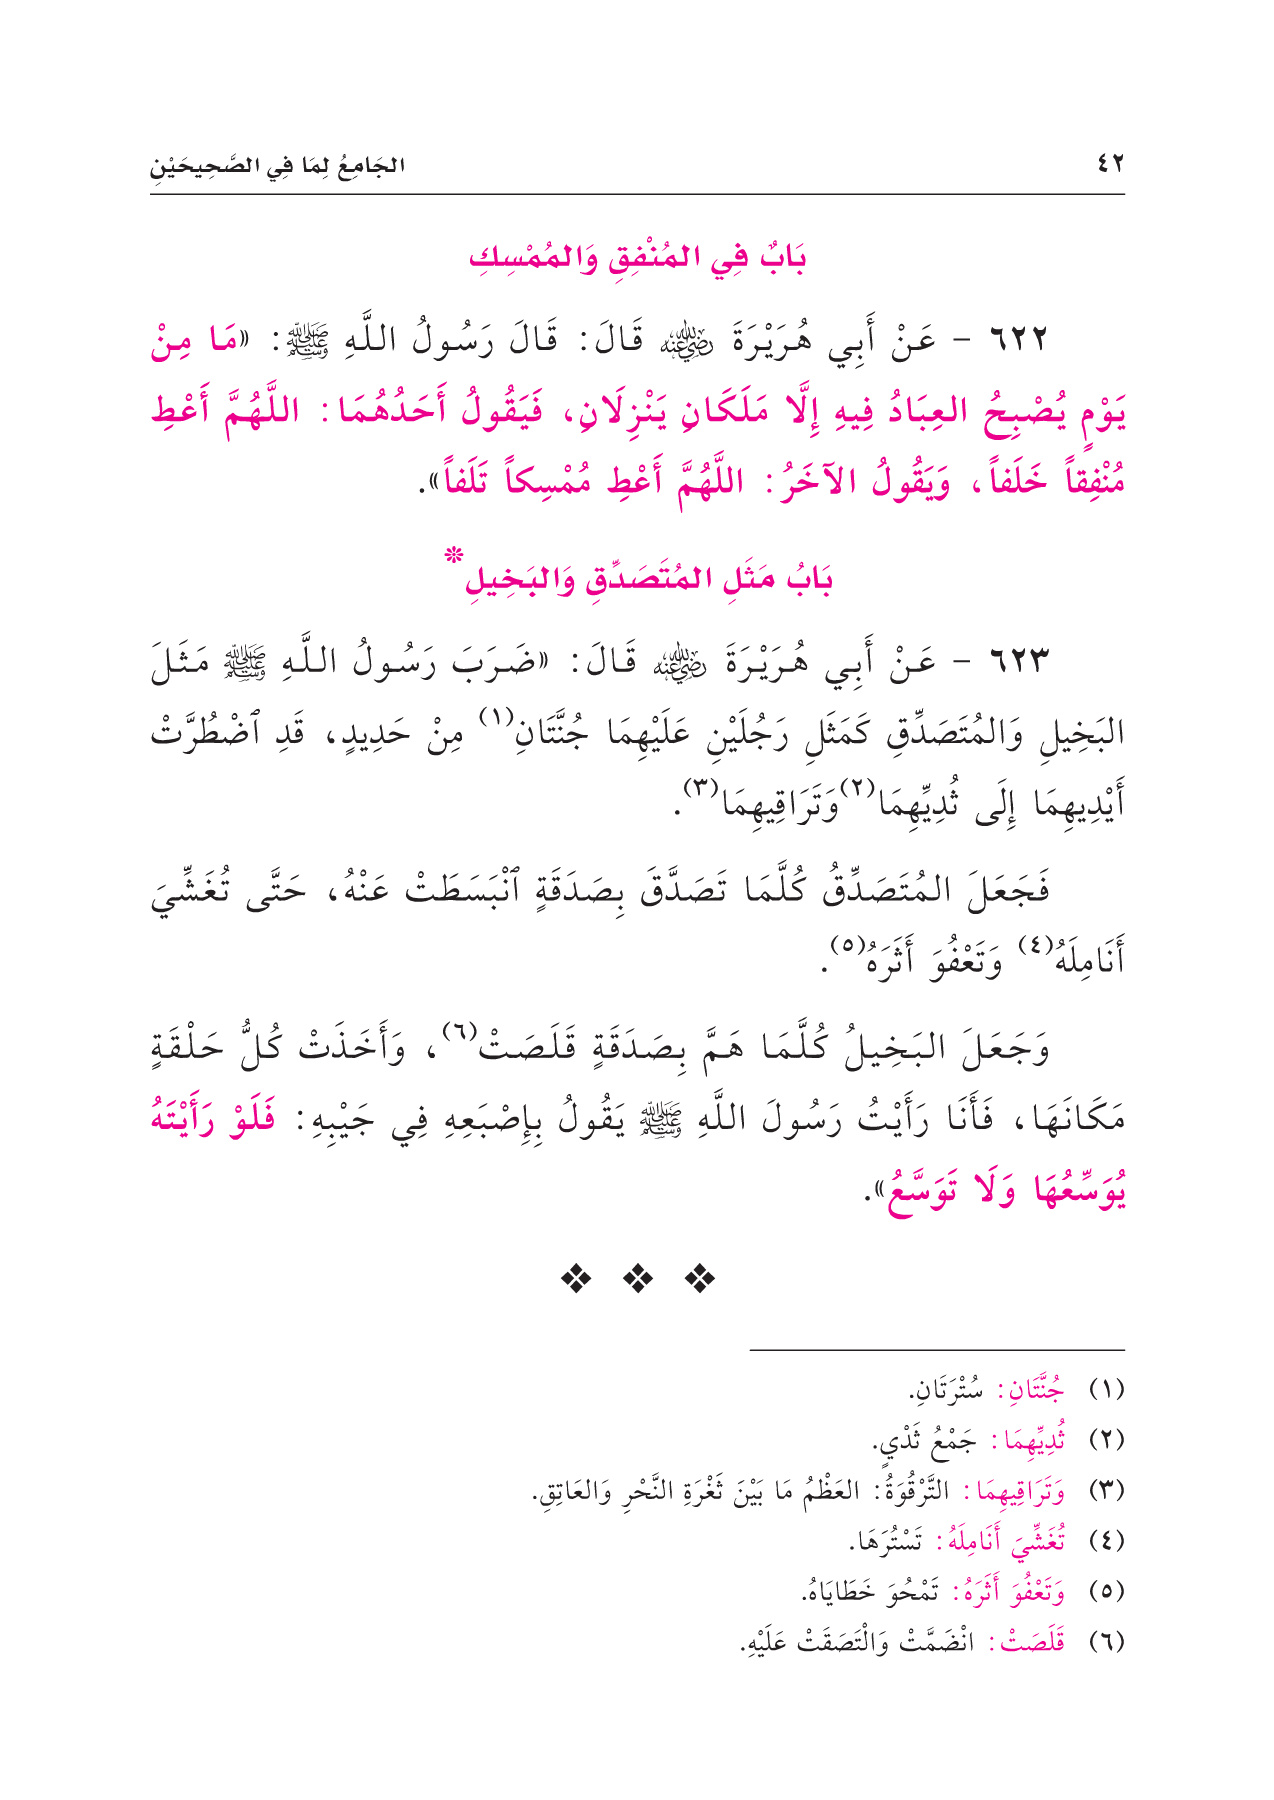 ٤٢
الجَامِعُ لِمَا فِي الصَّحِيحَيْنِ
بَابٌ فِي المُنْفِقِ وَالمُمْسِكِ
٦٢٢ - عَنْ أَبِي هُرَيْرَةَ رضي الله عنه قَالَ: قَالَ رَسُولُ اللَّهِ ﷺ: «مَا مِنْ
يَوْمٍ يُصْبِحُ العِبَادُ فِيهِ إِلَّا مَلَكَانِ يَنْزِلَانِ، فَيَقُولُ أَحَدُهُمَا: اللَّهُمَّ أَعْطِ
مُنْفِقاً خَلَفاً، وَيَقُولُ الآخَرُ: اللَّهُمَّ أَعْطِ مُمْسِكاً تَلَفاً».
بَابُ مَثَلِ المُتَصَدِّقِ وَالبَخِيلِ*
٦٢٣ - عَنْ أَبِي هُرَيْرَةَ رضي الله عنه قَالَ: «ضَرَبَ رَسُولُ اللَّهِ ﷺ مَثَلَ
البَخِيلِ وَالمُتَصَدِّقِ كَمَثَلِ رَجُلَيْنِ عَلَيْهِمَا جُنَّتَانِ(١) مِنْ حَدِيدٍ، قَدِ ٱضْطُرَّتْ
أَيْدِيهِمَا إِلَى ثُدِيِّهِمَا(٢) وَتَرَاقِيهِمَا(٣).
فَجَعَلَ المُتَصَدِّقُ كُلَّمَا تَصَدَّقَ بِصَدَقَةٍ ٱنْبَسَطَتْ عَنْهُ، حَتَّى تُغَشِّيَ
أَنَامِلَهُ(٤) وَتَعْفُوَ أَثَرَهُ(٥).
وَجَعَلَ البَخِيلُ كُلَّمَا هَمَّ بِصَدَقَةٍ قَلَصَتْ(٦)، وَأَخَذَتْ كُلُّ حَلْقَةٍ
مَكَانَهَا، فَأَنَا رَأَيْتُ رَسُولَ اللَّهِ ﷺ يَقُولُ بِإِصْبَعِهِ فِي جَيْبِهِ: فَلَوْ رَأَيْتَهُ
يُوَسِّعُهَا وَلَا تَوَسَّعُ».
❖ ❖ ❖
(١) جُنَّتَانِ: سُتْرَتَانِ.
(٢) ثُدِيِّهِمَا: جَمْعُ ثَدْيٍ.
(٣) وَتَرَاقِيهِمَا: التَّرْقُوَةُ: العَظْمُ مَا بَيْنَ ثَغْرَةِ النَّحْرِ وَالعَاتِقِ.
(٤) تُغَشِّيَ أَنَامِلَهُ: تَسْتُرَهَا.
(٥) وَتَعْفُوَ أَثَرَهُ: تَمْحُوَ خَطَايَاهُ.
(٦) قَلَصَتْ: انْضَمَّتْ وَالْتَصَقَتْ عَلَيْهِ.